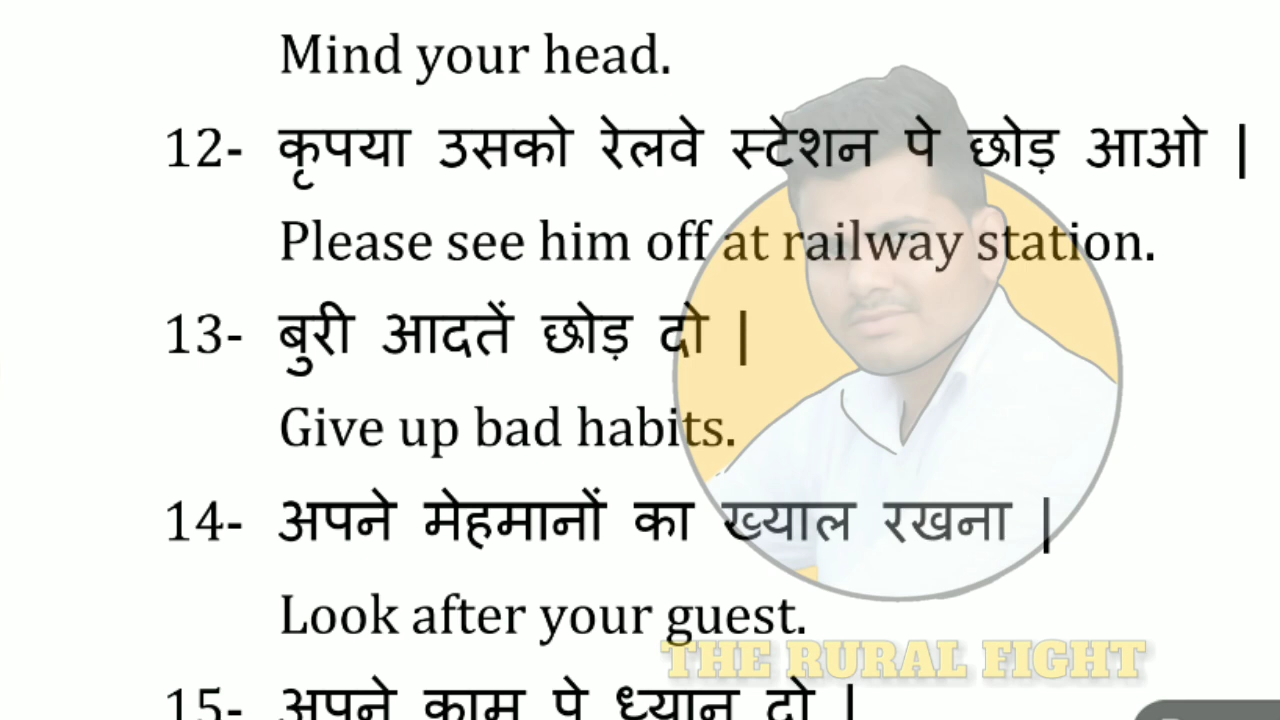 Mind your head.
12- कृपया उसको रेलवे स्टेशन पे छोड़ आओ |
Please see him off at railway station.
13- बुरी आदतें छोड़ दो |
Give up bad habits.
14- अपने मेहमानों का ख्याल रखना |
Look after your guest.
THE RURAL FIGHT
15- अपने काम पे ध्यान दो |